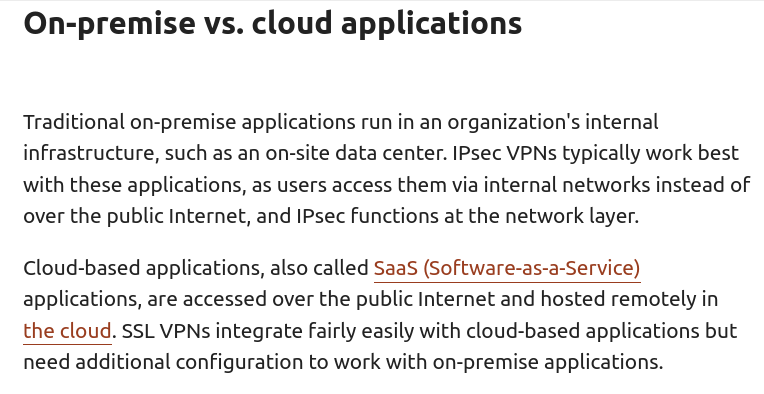 On-premise vs. cloud applications
Traditional on-premise applications run in an organization's internal
infrastructure, such as an on-site data center. IPsec VPNs typically work best
with these applications, as users access them via internal networks instead of
over the public Internet, and IPsec functions at the network layer.
Cloud-based applications, also called SaaS (Software-as-a-Service)
applications, are accessed over the public Internet and hosted remotely in
the cloud. SSL VPNs integrate fairly easily with cloud-based applications but
need additional configuration to work with on-premise applications.